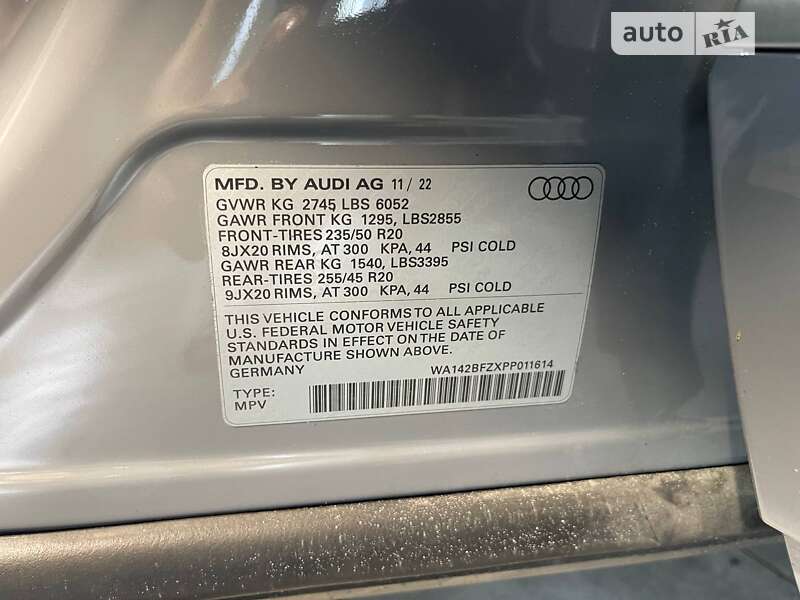 auto RIA
MFD. BY AUDI AG 11/ 22
GVWR KG 2745 LBS 6052
GAWR FRONT KG 1295, LBS2855
FRONT-TIRES 235/50 R20
8JX20 RIMS, AT 300 KPA, 44 PSI COLD
GAWR REAR KG 1540, LBS3395
REAR-TIRES 255/45 R20
9JX20 RIMS, AT 300 KPA, 44 PSI COLD
THIS VEHICLE CONFORMS TO ALL APPLICABLE
U.S. FEDERAL MOTOR VEHICLE SAFETY
STANDARDS IN EFFECT ON THE DATE OF
MANUFACTURE SHOWN ABOVE.
GERMANY WA142BFZXPP011614
TYPE:
MPV